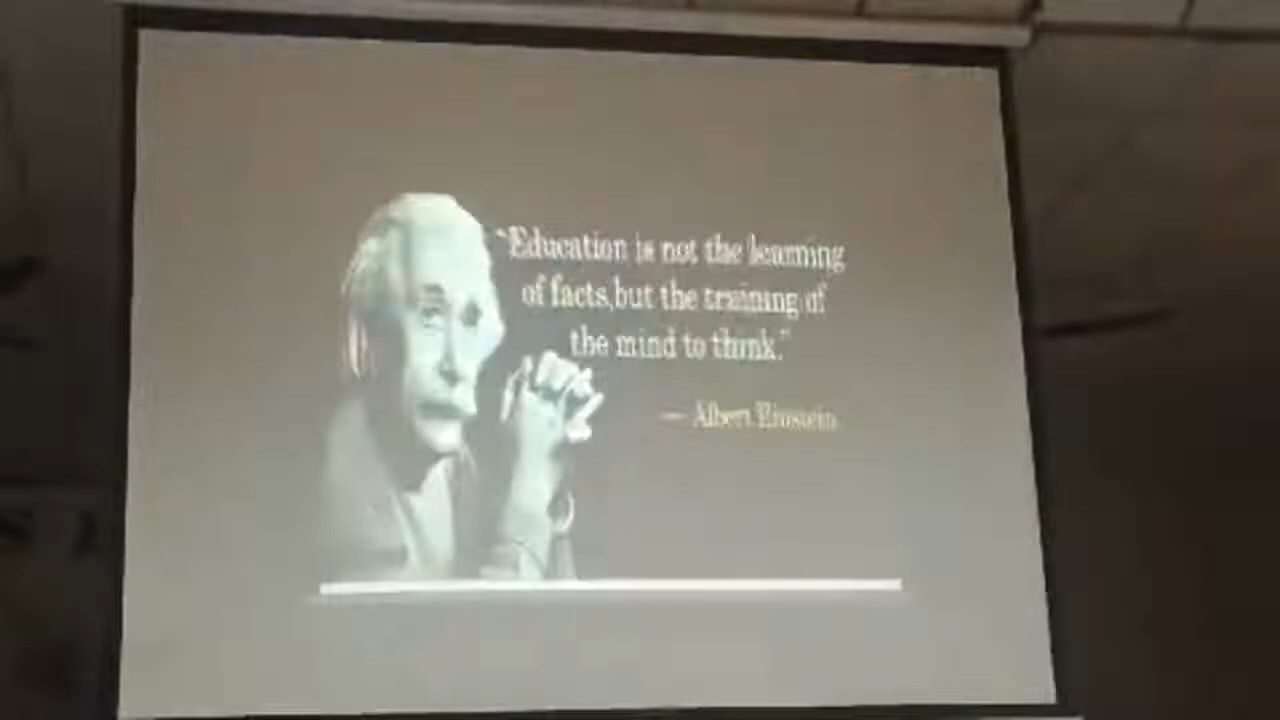 “Education is not the learning
of facts,but the training of
the mind to think.”
— Albert Einstein